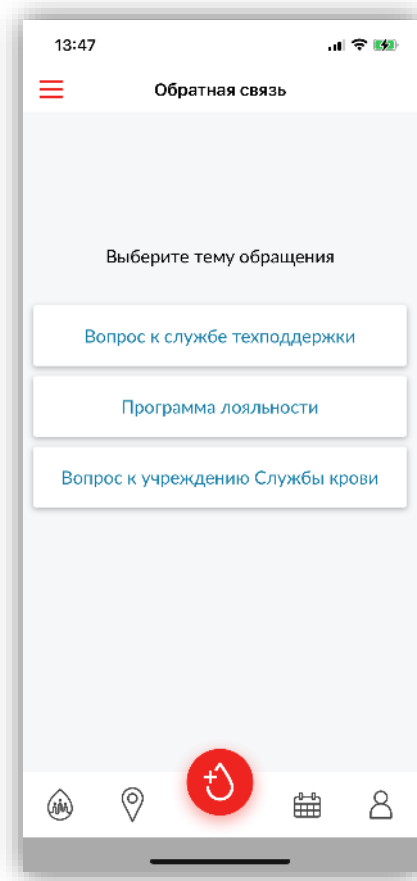 13:47
Обратная связь
Выберите тему обращения
Вопрос к службе техподдержки
Программа лояльности
Вопрос к учреждению Службы крови